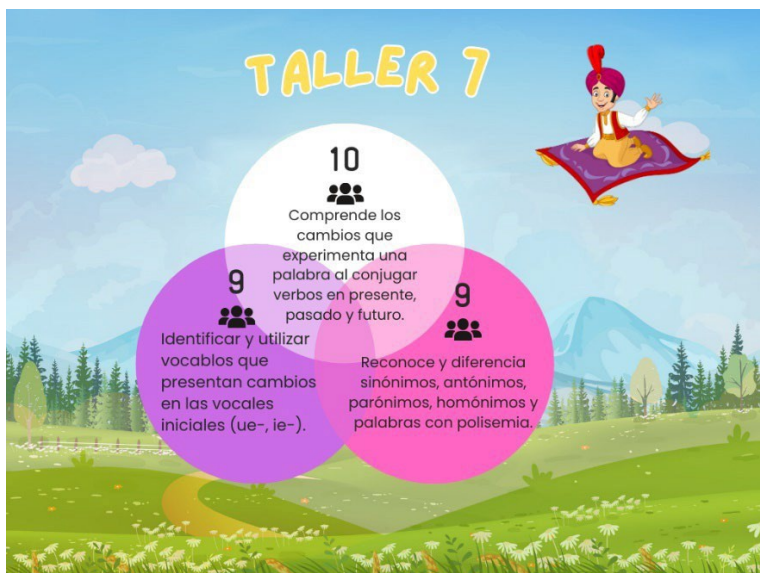 TALLER 7
10
Comprende los
cambios que
experimenta una
palabra al conjugar
verbos en presente,
pasado y futuro.
9
Identificar y utilizar
vocablos que
presentan cambios
en las vocales
iniciales (ue-, ie-).
9
Reconoce y diferencia
sinónimos, antónimos,
parónimos, homónimos y
palabras con polisemia.